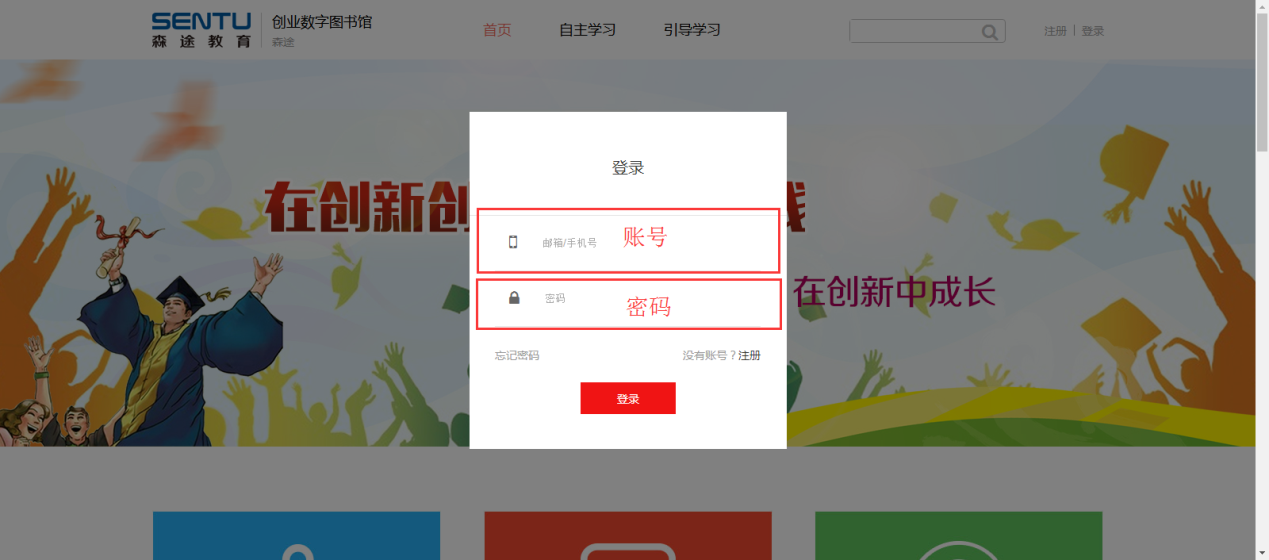 SENTU
森途教育
创业数字图书馆
森途
首页
自主学习
引导学习
注册 | 登录
登录
在创新创
邮箱/手机号
账号
密码
密码
在创新中成长
忘记密码
没有账号？注册
登录